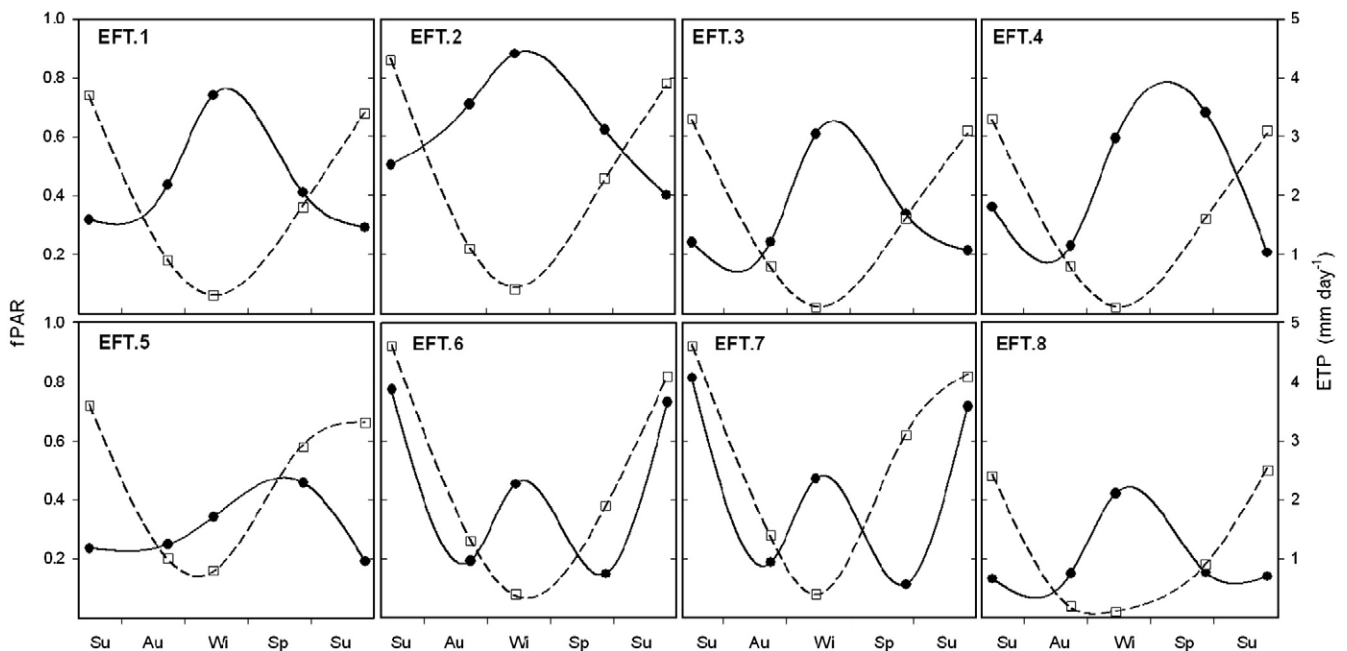 1.0 EFT.1 EFT.2 EFT.3 EFT.4 5
0.8 4
0.6 3
0.4 2
0.2 1
fPAR
ETP (mm day-1)
1.0 EFT.5 EFT.6 EFT.7 EFT.8 5
0.8 4
0.6 3
0.4 2
0.2 1
Su Au Wi Sp Su Su Au Wi Sp Su Su Au Wi Sp Su Su Au Wi Sp Su